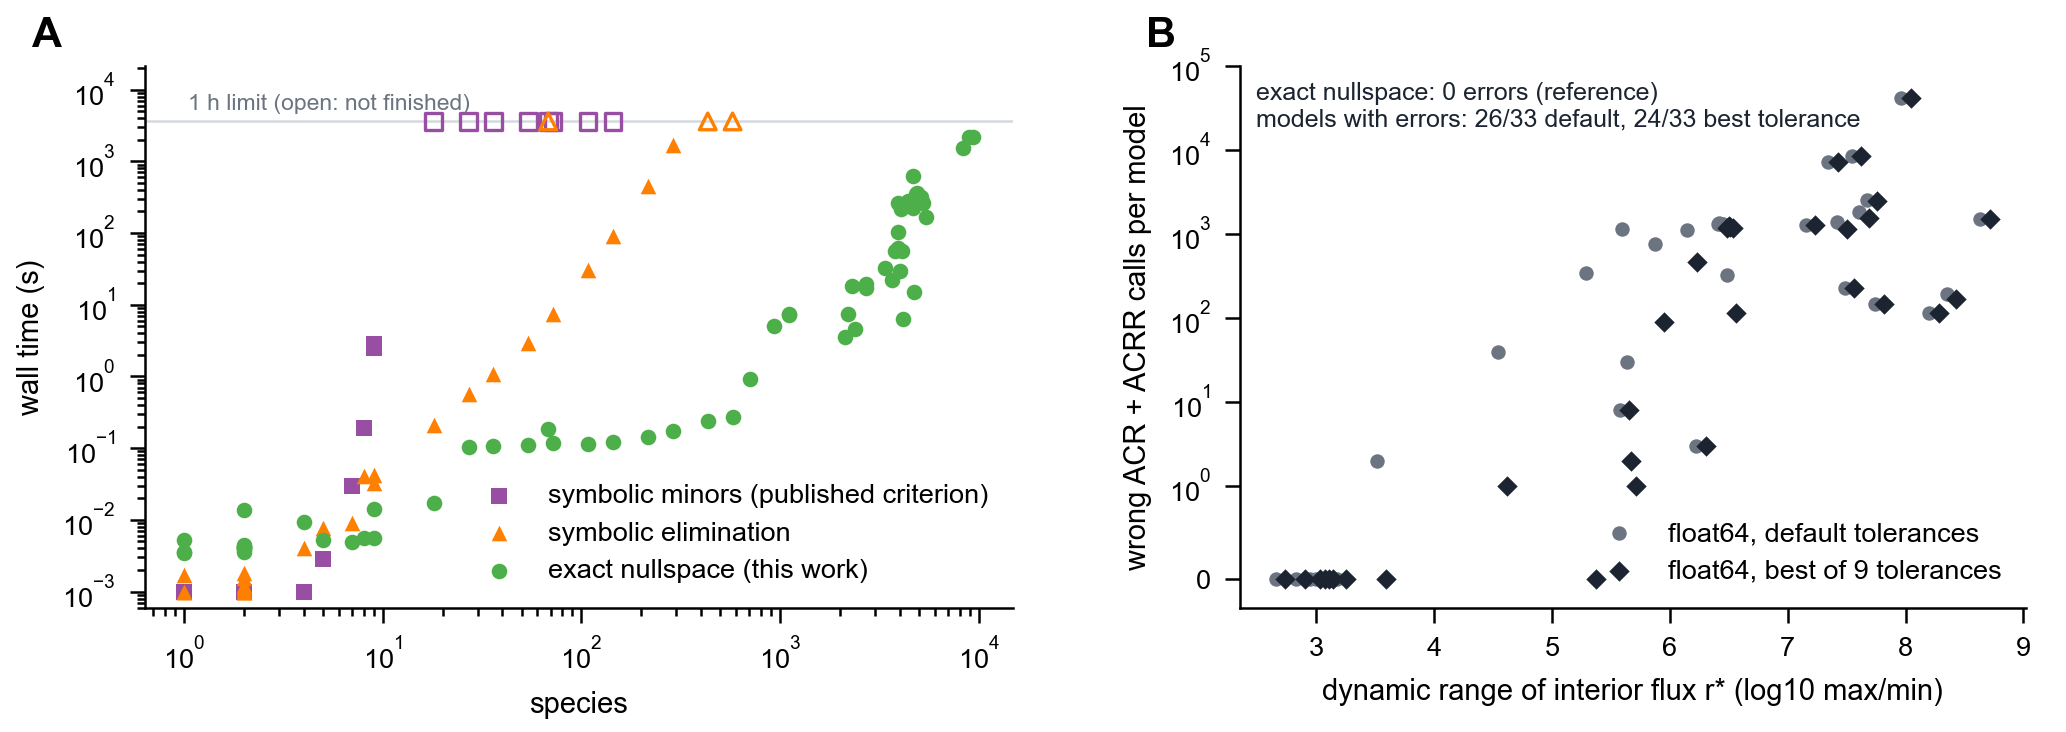 A
10^4
10^3
10^2
10^1
10^0
10^−1
10^−2
10^−3
wall time (s)
1 h limit (open: not finished)
symbolic minors (published criterion)
symbolic elimination
exact nullspace (this work)
10^0
10^1
10^2
10^3
10^4
species
B
10^5
10^4
10^3
10^2
10^1
10^0
0
wrong ACR + ACRR calls per model
exact nullspace: 0 errors (reference)
models with errors: 26/33 default, 24/33 best tolerance
float64, default tolerances
float64, best of 9 tolerances
3
4
5
6
7
8
9
dynamic range of interior flux r* (log10 max/min)